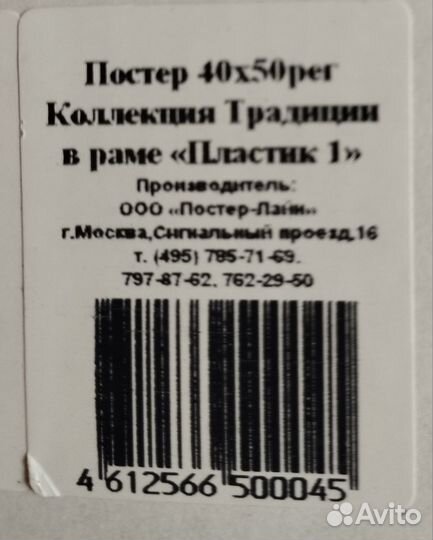 Постер 40х50рег
Коллекция Традиции
в раме «Пластик 1»
Производитель:
ООО «Постер-Лайн»
г.Москва,Сигнальный проезд,16
т. (495) 785-71-69,
797-87-62, 762-29-50
4 612566 500045
Avito